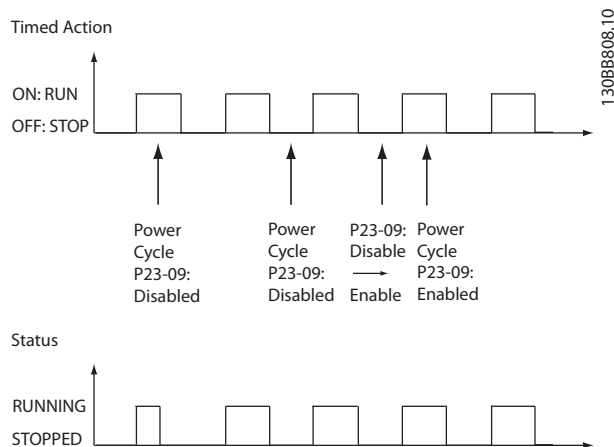 Timed Action
130BB808.10
ON: RUN
OFF: STOP
Power
Cycle
P23-09:
Disabled
Power
Cycle
P23-09:
Disabled
P23-09:
Disable
Enable
Power
Cycle
P23-09:
Enabled
Status
RUNNING
STOPPED